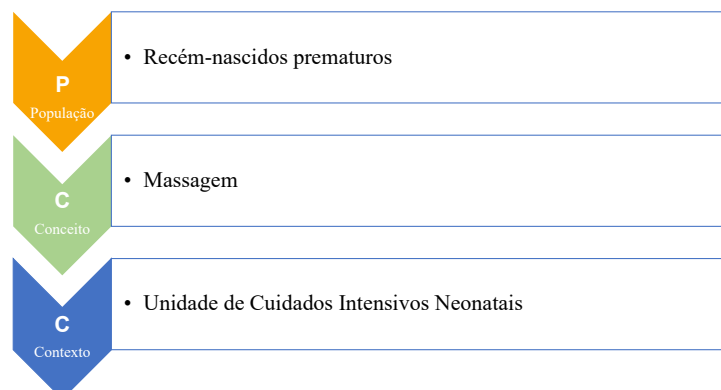 P
População
• Recém-nascidos prematuros
C
Conceito
• Massagem
C
Contexto
• Unidade de Cuidados Intensivos Neonatais